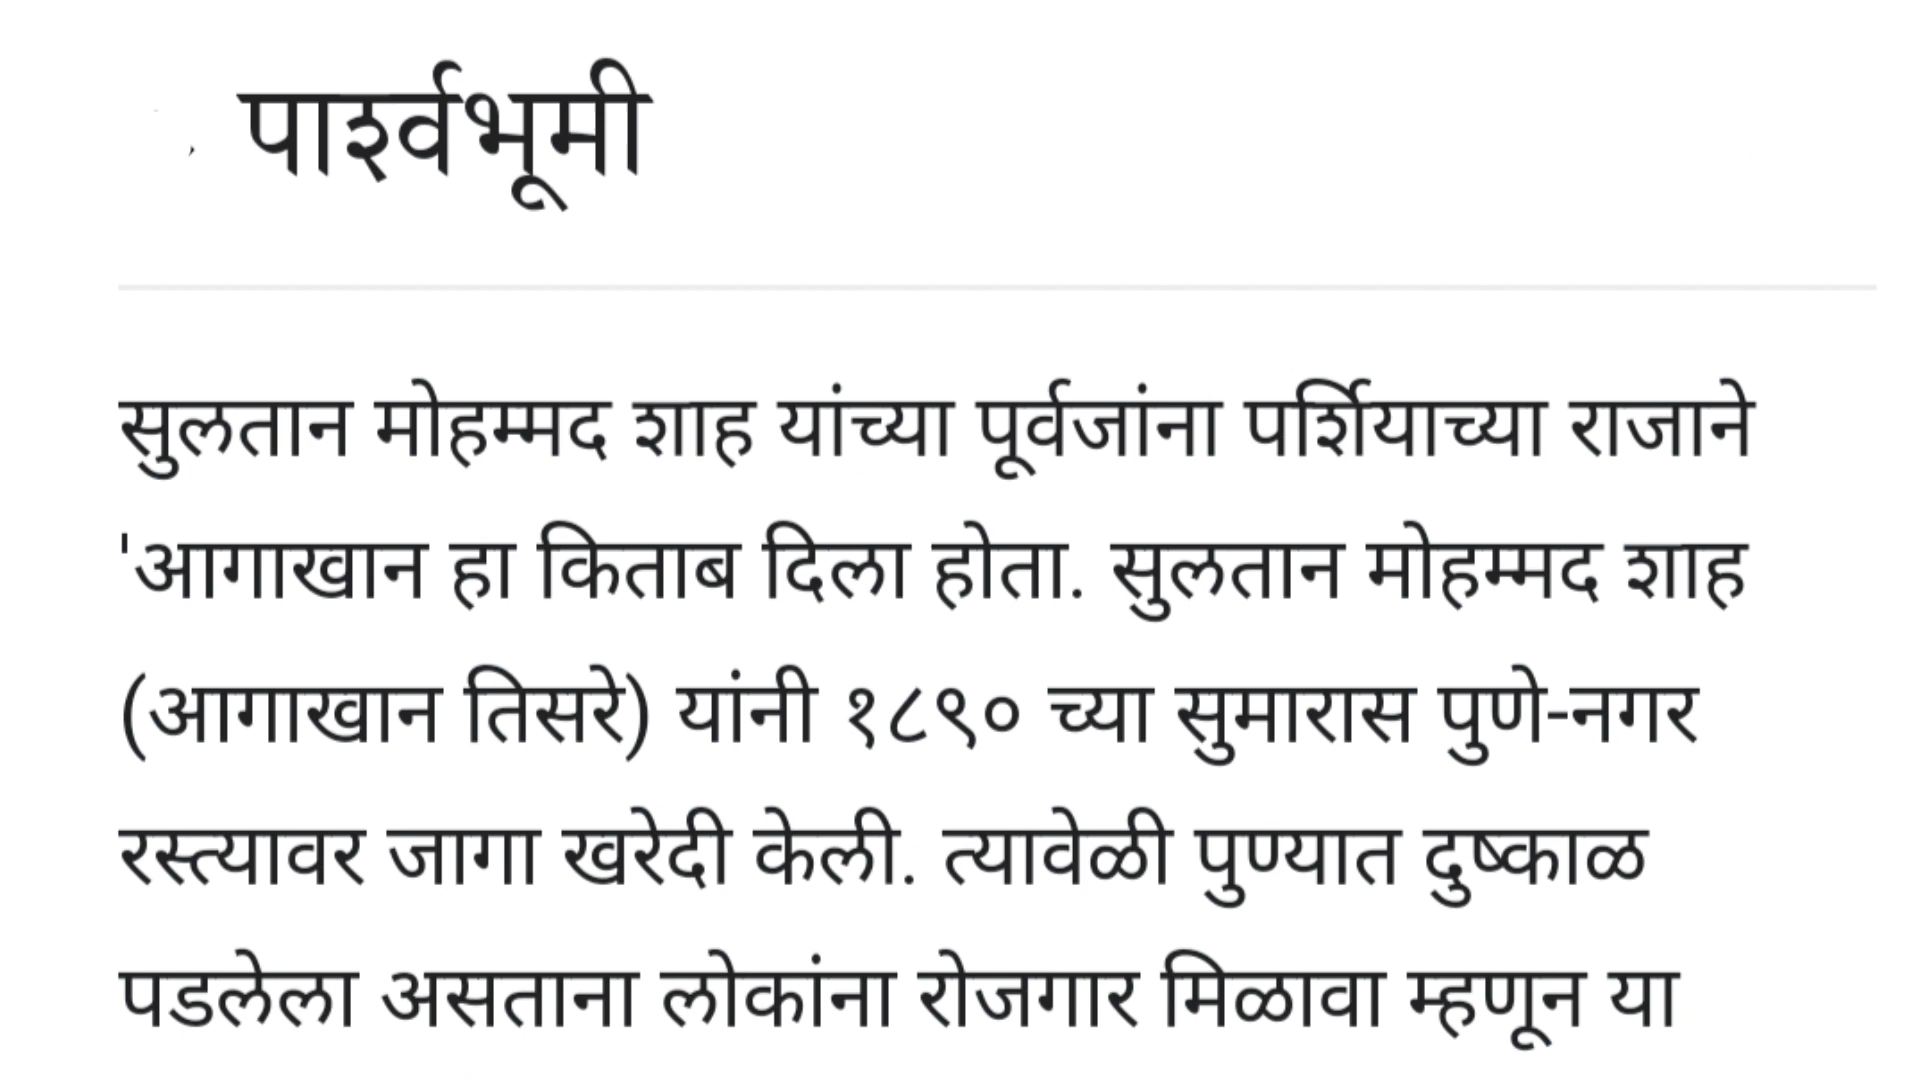 पार्श्वभूमी
सुलतान मोहम्मद शाह यांच्या पूर्वजांना पर्शियाच्या राजाने
'आगाखान हा किताब दिला होता. सुलतान मोहम्मद शाह
(आगाखान तिसरे) यांनी १८९० च्या सुमारास पुणे-नगर
रस्त्यावर जागा खरेदी केली. त्यावेळी पुण्यात दुष्काळ
पडलेला असताना लोकांना रोजगार मिळावा म्हणून या